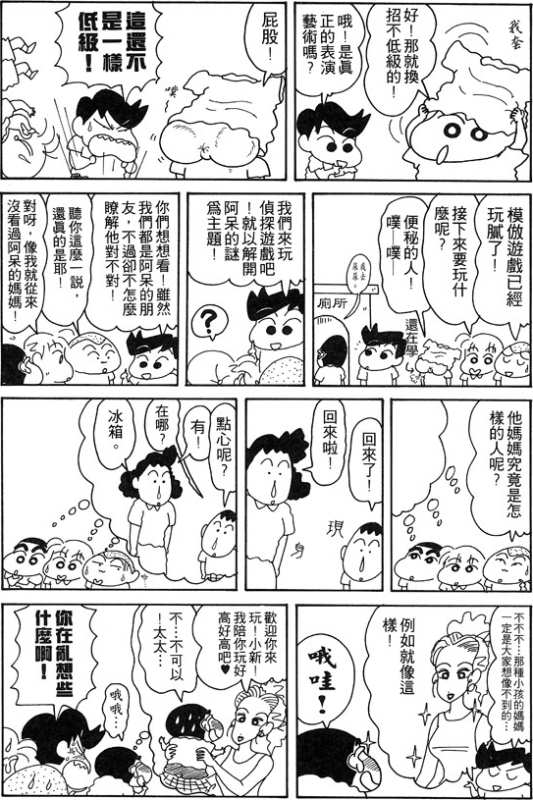 我拿
好！那就換
招不低級的！
哦！是真
正的表演
藝術嗎？
屁股！
噗
這還不
是一樣
低級！
模倣遊戲已經
玩膩了！
接下來要玩什
麼呢？
便秘的人！
噗！噗——
廁所
還在學
我們來玩
偵探遊戲吧
！就以解開
阿呆的謎
為主題！
？
你們想想看！雖然
我們都是阿呆的朋
友，不過卻不怎麼
瞭解他對不對！
聽你這麼一說，
還真的是耶！
對呀，像我就從來
沒看過阿呆的媽媽！
他媽媽究竟是怎
樣的人呢？
回來了！
現
身
回來啦！
點心呢？
有！
在哪？
冰箱。
不不不…那種小孩的媽媽
一定是大家想像不到的…
例如就像這
樣！
哦哇！
歡迎你來
玩！小新！
我陪你玩好
高好高吧♥
不…不可以
！太太…
哦哦…
你在亂想些
什麼啊！